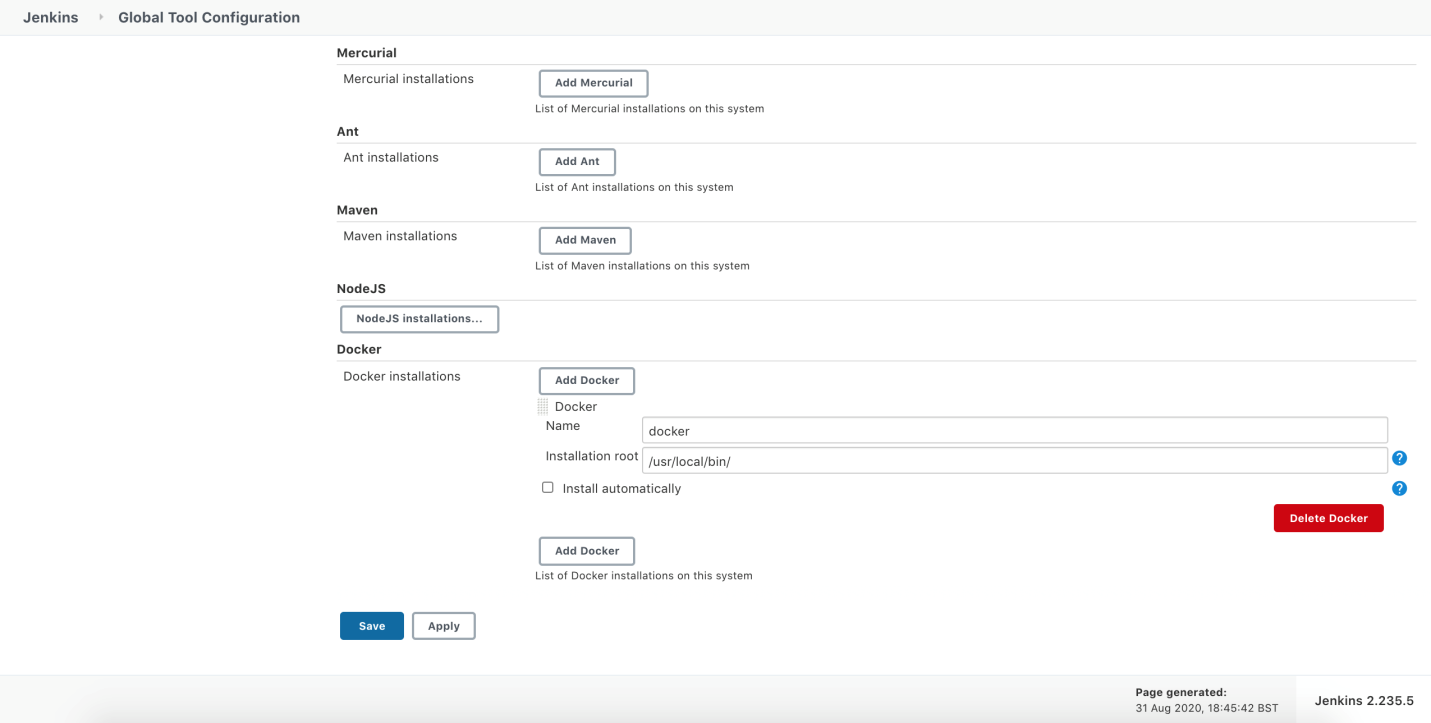 Jenkins Global Tool Configuration
Mercurial
Mercurial installations
Add Mercurial
List of Mercurial installations on this system
Ant
Ant installations
Add Ant
List of Ant installations on this system
Maven
Maven installations
Add Maven
List of Maven installations on this system
NodeJS
NodeJS installations...
Docker
Docker installations
Add Docker
Docker
Name
docker
Installation root
/usr/local/bin/
?
Install automatically
?
Delete Docker
Add Docker
List of Docker installations on this system
Save Apply
Page generated:
31 Aug 2020, 18:45:42 BST
Jenkins 2.235.5